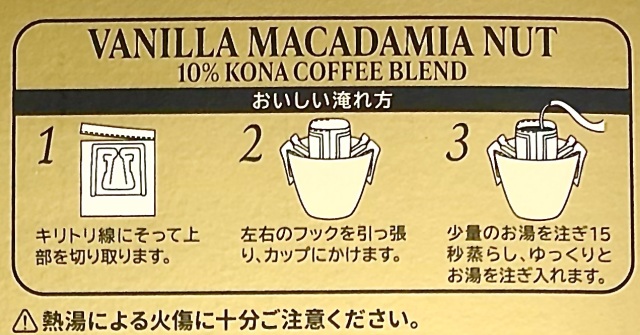 VANILLA MACADAMIA NUT
10% KONA COFFEE BLEND
おいしい淹れ方
1
キリトリ線にそって上
部を切り取ります。
2
左右のフックを引っ張
り、カップにかけます。
3
少量のお湯を注ぎ15
秒蒸らし、ゆっくりと
お湯を注ぎ入れます。
⚠ 熱湯による火傷に十分ご注意ください。